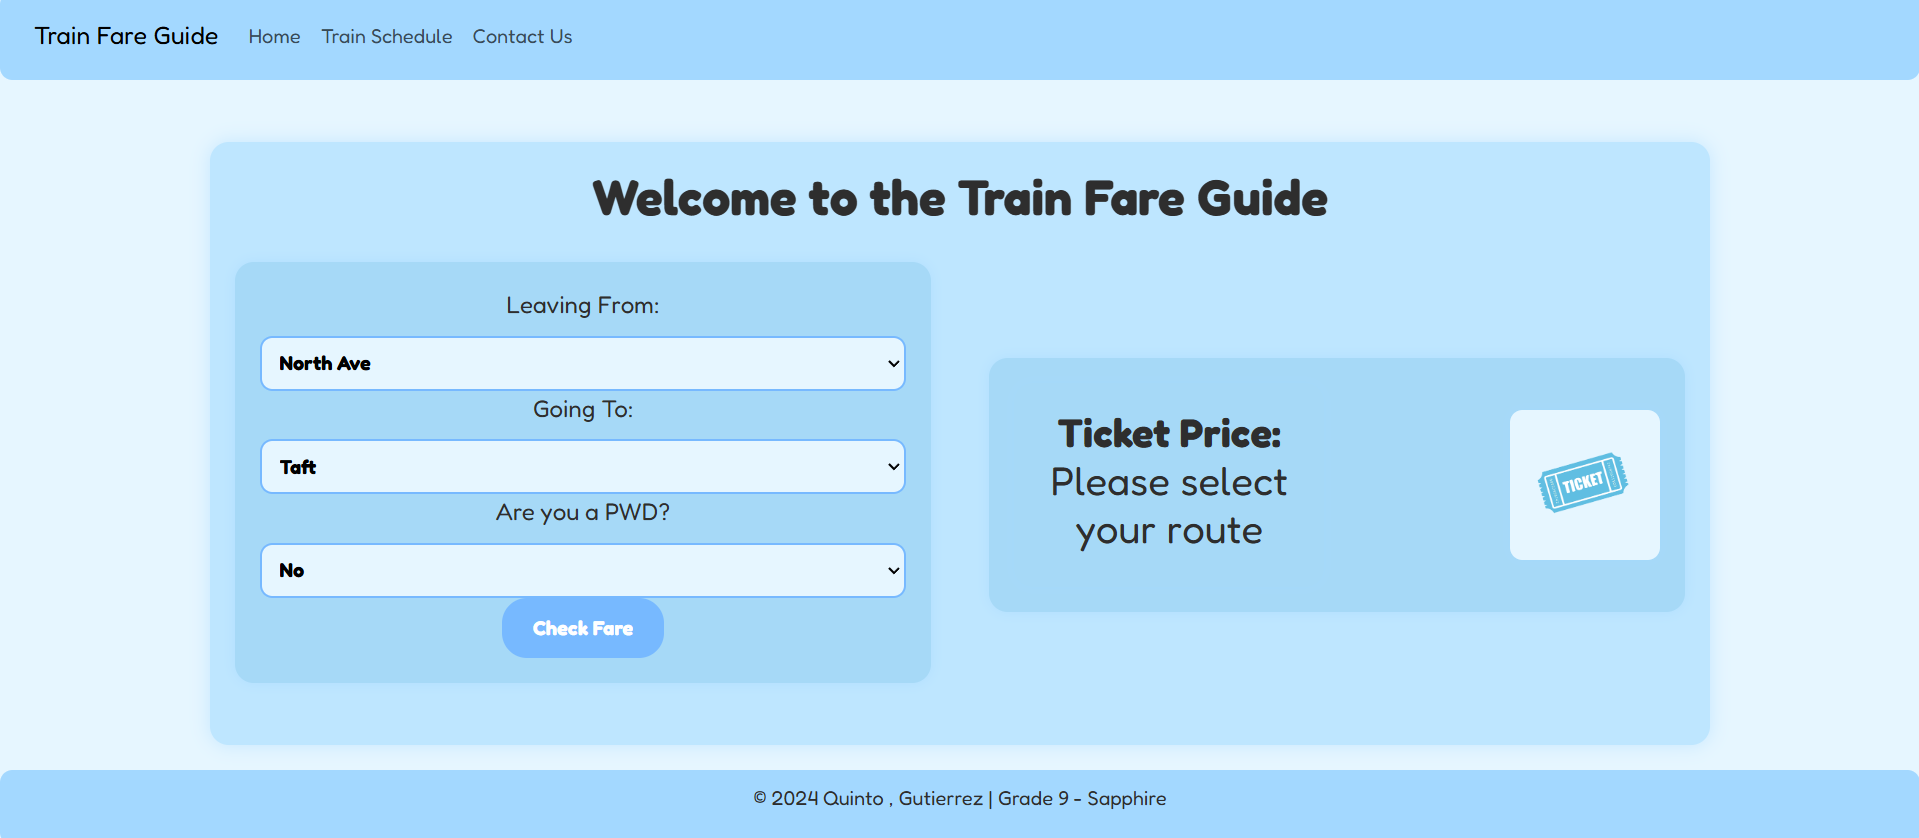 Train Fare Guide Home Train Schedule Contact Us
Welcome to the Train Fare Guide
Leaving From:
North Ave
Going To:
Taft
Are you a PWD?
No
Check Fare
Ticket Price:
Please select
your route
TICKET
© 2024 Quinto , Gutierrez | Grade 9 - Sapphire